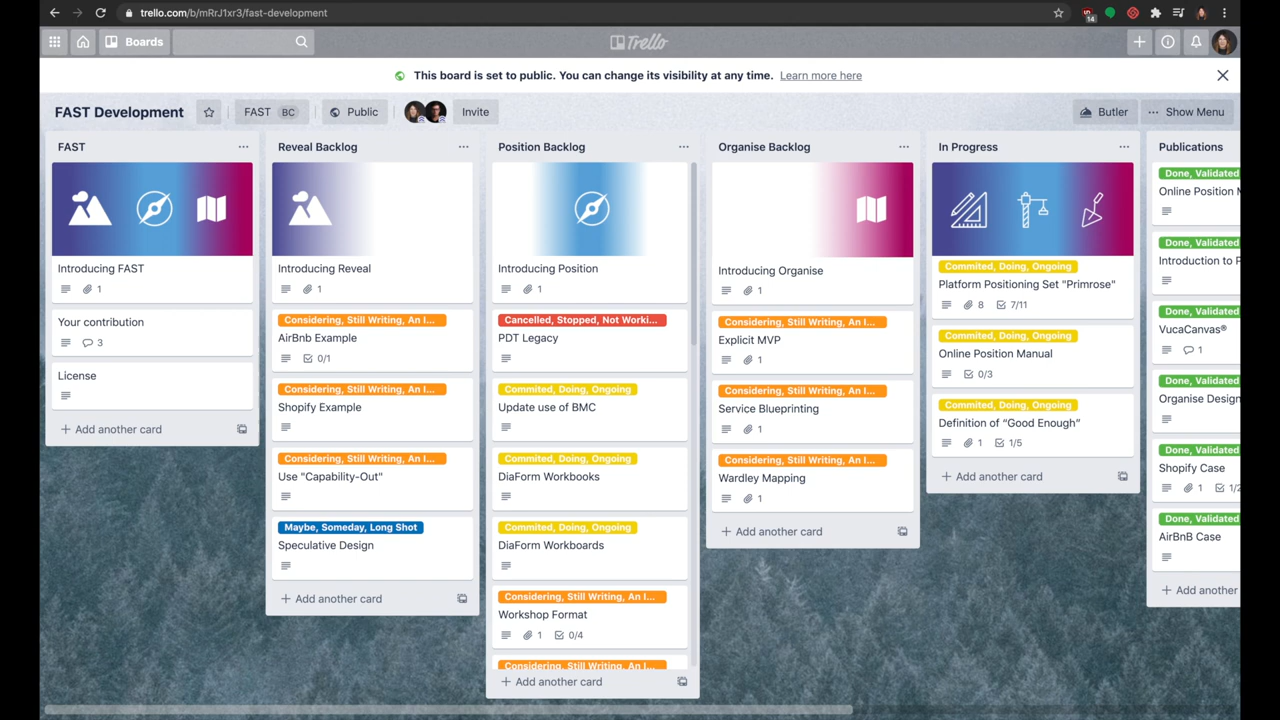 trello.com/b/mRrJ1xr3/fast-development
14
Boards
Trello
This board is set to public. You can change its visibility at any time. Learn more here
FAST Development
FAST BC
Public
Invite
Butler
Show Menu
FAST
Introducing FAST
1
Your contribution
3
License
Add another card
Reveal Backlog
Introducing Reveal
1
Considering, Still Writing, An I...
AirBnb Example
0/1
Considering, Still Writing, An I...
Shopify Example
Considering, Still Writing, An I...
Use "Capability-Out"
Maybe, Someday, Long Shot
Speculative Design
Add another card
Position Backlog
Introducing Position
1
Cancelled, Stopped, Not Worki...
PDT Legacy
Commited, Doing, Ongoing
Update use of BMC
Commited, Doing, Ongoing
DiaForm Workbooks
Commited, Doing, Ongoing
DiaForm Workboards
Considering, Still Writing, An I...
Workshop Format
1 0/4
Considering, Still Writing, An I...
Add another card
Organise Backlog
Introducing Organise
1
Considering, Still Writing, An I...
Explicit MVP
1
Considering, Still Writing, An I...
Service Blueprinting
1
Considering, Still Writing, An I...
Wardley Mapping
1
Add another card
In Progress
Commited, Doing, Ongoing
Platform Positioning Set "Primrose"
8 7/11
Commited, Doing, Ongoing
Online Position Manual
0/3
Commited, Doing, Ongoing
Definition of “Good Enough”
1 1/5
Add another card
Publications
Done, Validated
Online Position M
Done, Validated
Introduction to P
Done, Validated
VucaCanvas®
1
Done, Validated
Organise Design
Done, Validated
Shopify Case
1 1/2
Done, Validated
AirBnB Case
Add another